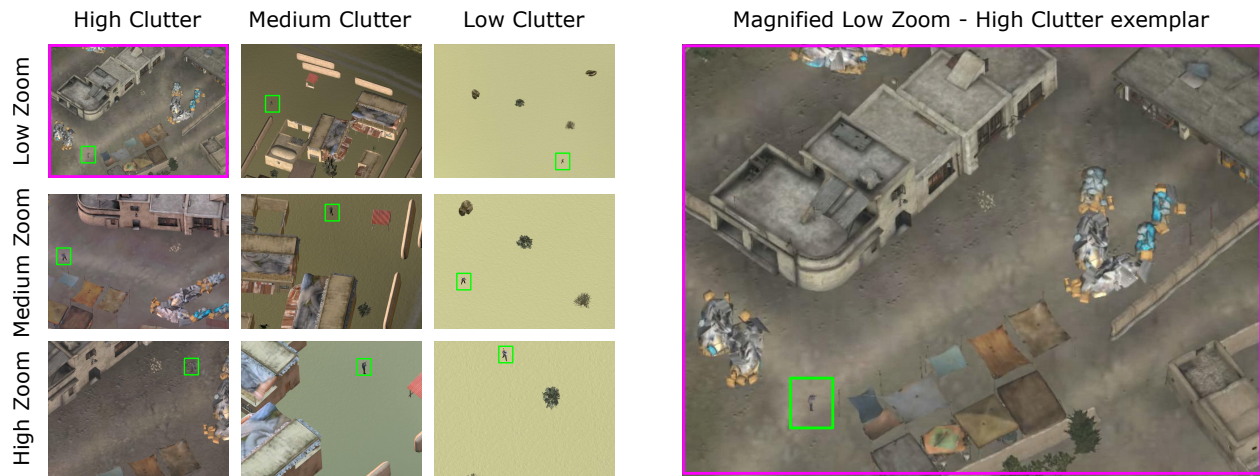 High Clutter
Medium Clutter
Low Clutter
Magnified Low Zoom - High Clutter exemplar
Low Zoom
Medium Zoom
High Zoom